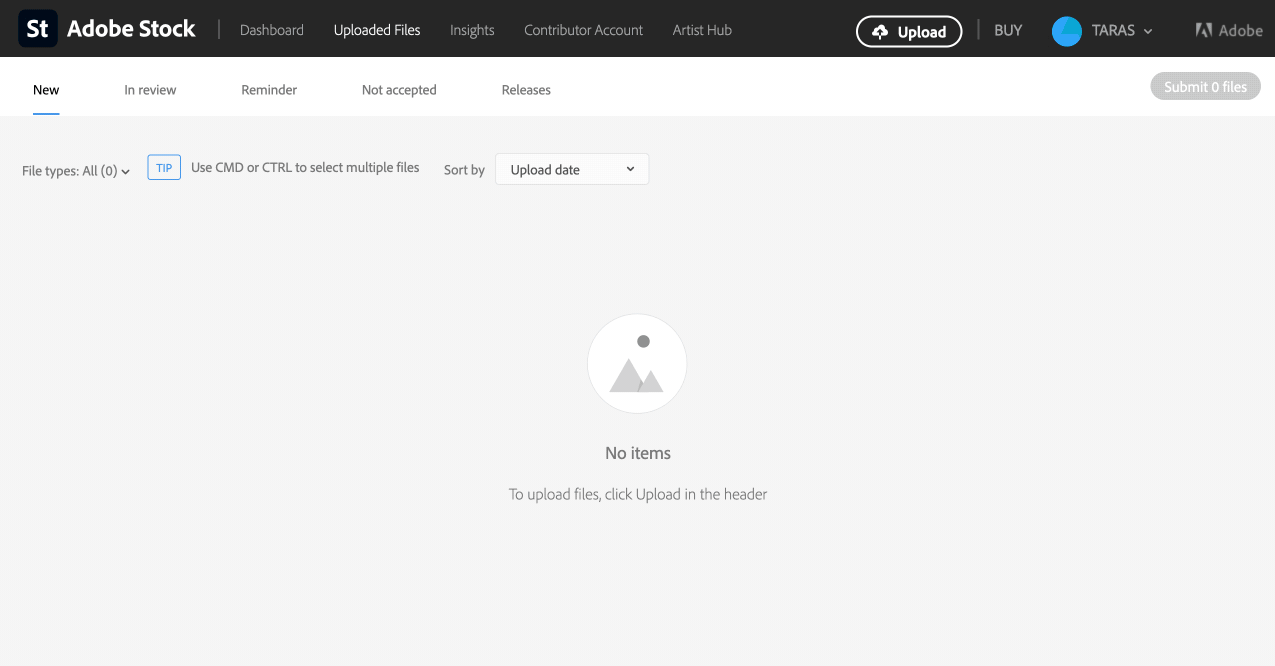 St Adobe Stock Dashboard Uploaded Files Insights Contributor Account Artist Hub Upload BUY TARAS Adobe
New In review Reminder Not accepted Releases Submit 0 files
File types: All (0) TIP Use CMD or CTRL to select multiple files Sort by Upload date
No items
To upload files, click Upload in the header